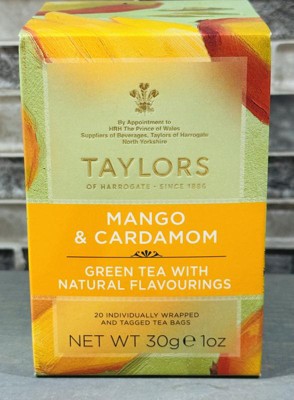 By Appointment to
HRH The Prince of Wales
Suppliers of Beverages, Taylors of Harrogate
North Yorkshire
TAYLORS
OF HARROGATE • SINCE 1886
MANGO
& CARDAMOM
GREEN TEA WITH
NATURAL FLAVOURINGS
20 INDIVIDUALLY WRAPPED
AND TAGGED TEA BAGS
NET WT 30g ℮ 1oz